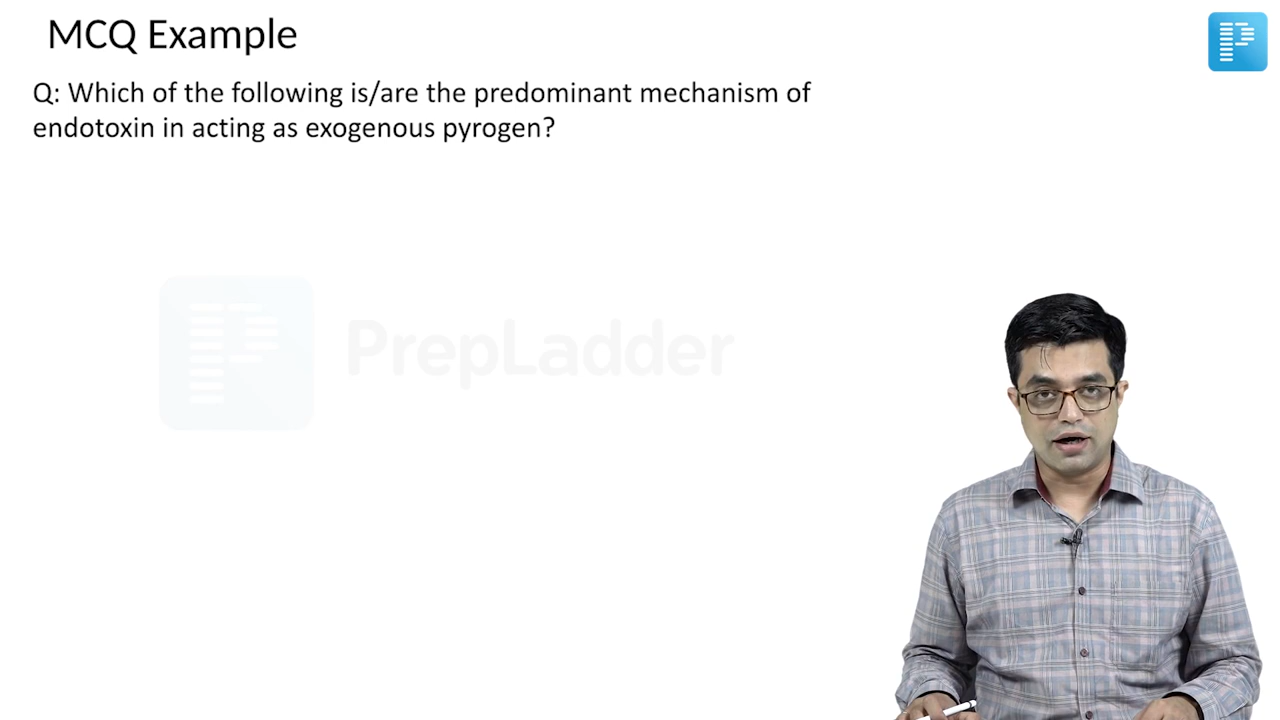 MCQ Example
Q: Which of the following is/are the predominant mechanism of
endotoxin in acting as exogenous pyrogen?
PrepLadder